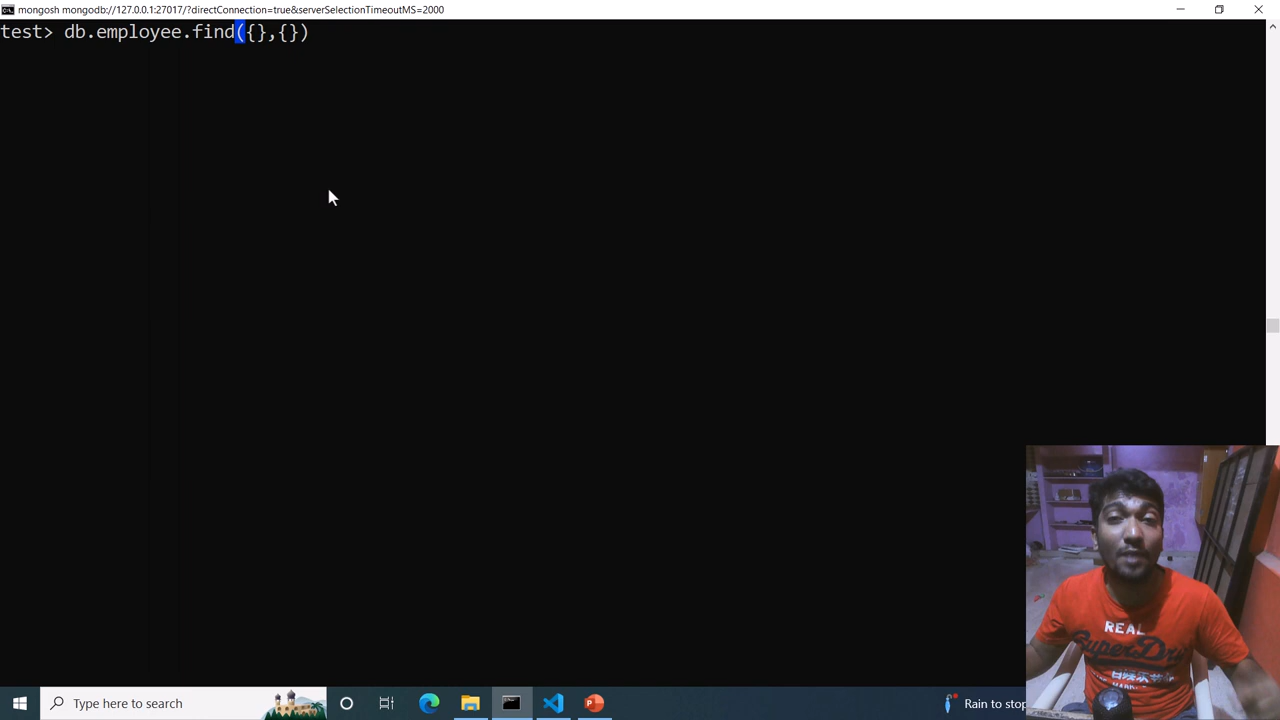 mongosh mongodb://127.0.0.1:27017/?directConnection=true&serverSelectionTimeoutMS=2000
test> db.employee.find({},{})
REAL
SuperDry
Type here to search
Rain to stop